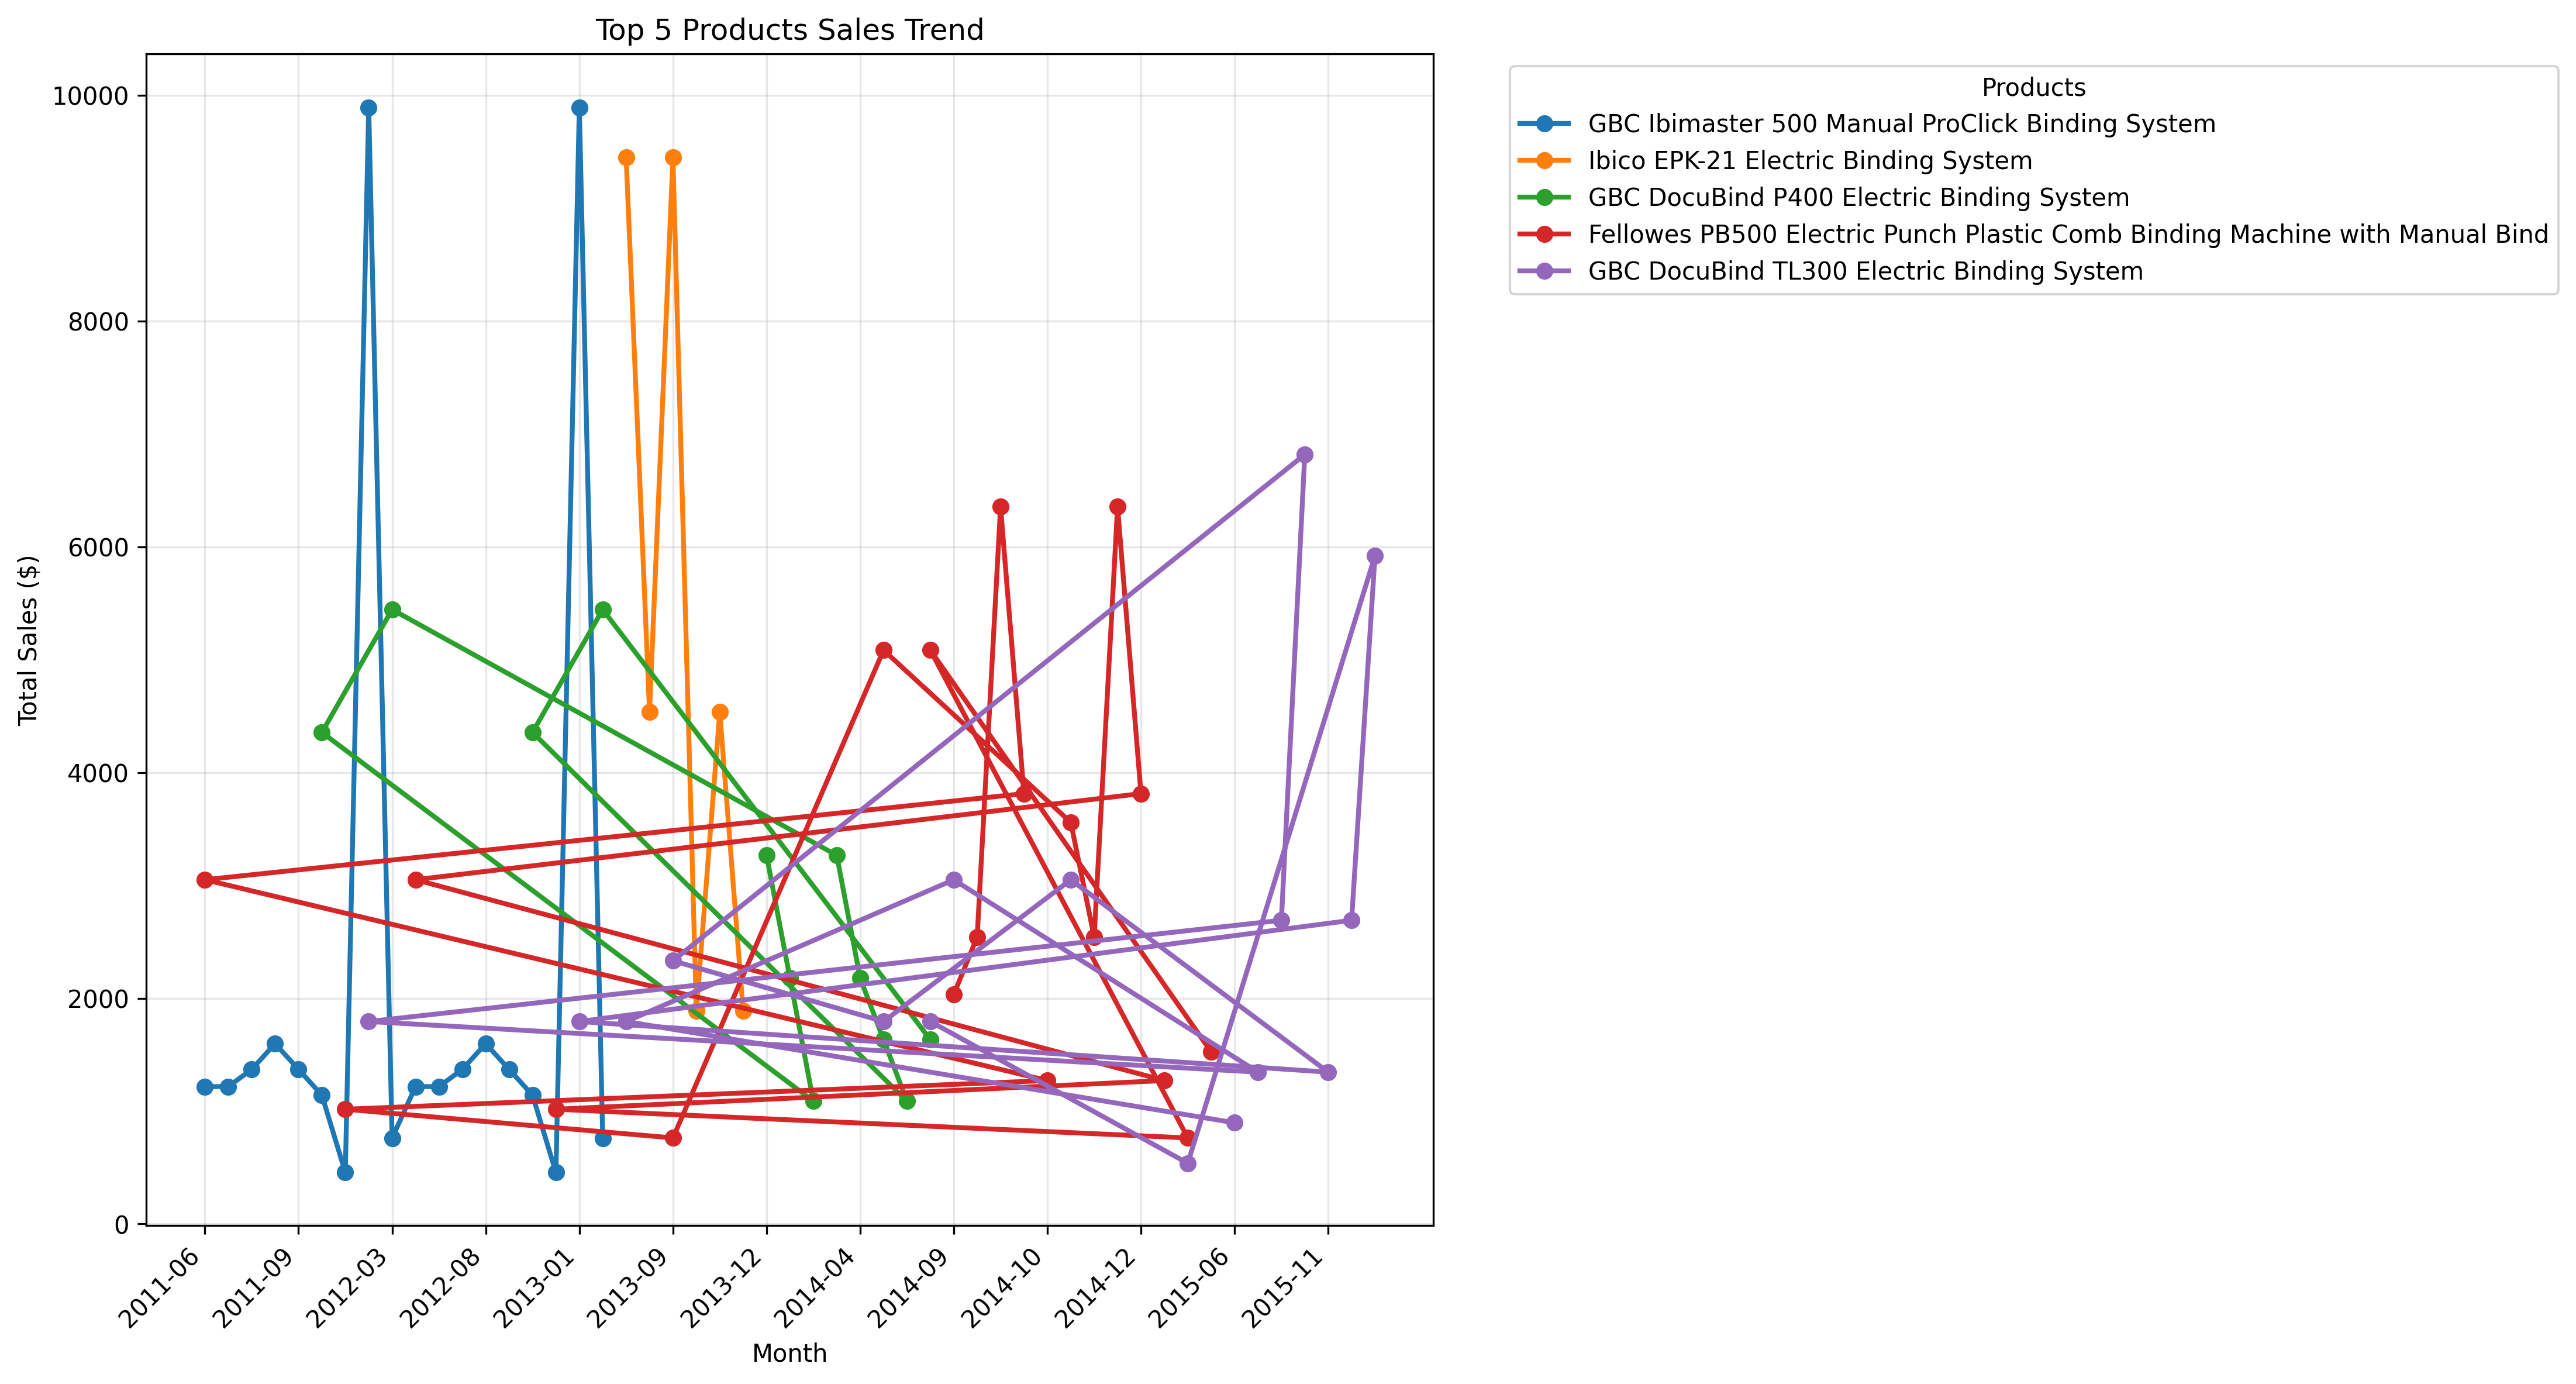 Top 5 Products Sales Trend
Total Sales ($)
10000
8000
6000
4000
2000
0
2011-06
2011-09
2012-03
2012-08
2013-01
2013-09
2013-12
2014-04
2014-09
2014-10
2014-12
2015-06
2015-11
Month
Products
GBC Ibimaster 500 Manual ProClick Binding System
Ibico EPK-21 Electric Binding System
GBC DocuBind P400 Electric Binding System
Fellowes PB500 Electric Punch Plastic Comb Binding Machine with Manual Bind
GBC DocuBind TL300 Electric Binding System